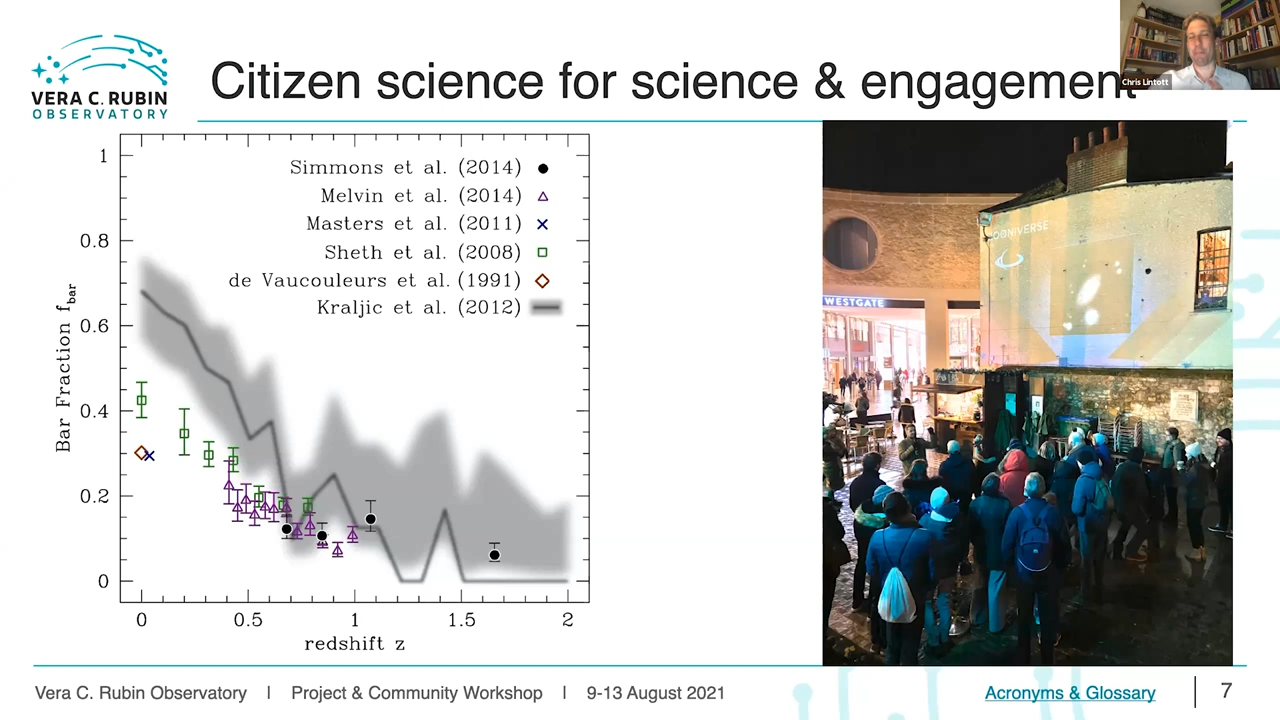 Chris Lintott
VERA C. RUBIN
OBSERVATORY
Citizen science for science & engagement
Simmons et al. (2014)
Melvin et al. (2014)
Masters et al. (2011)
Sheth et al. (2008)
de Vaucouleurs et al. (1991)
Kraljic et al. (2012)
Bar Fraction fbar
1
0.8
0.6
0.4
0.2
0
0
0.5
1
1.5
2
redshift z
WESTGATE
Vera C. Rubin Observatory | Project & Community Workshop | 9-13 August 2021
Acronyms & Glossary
7